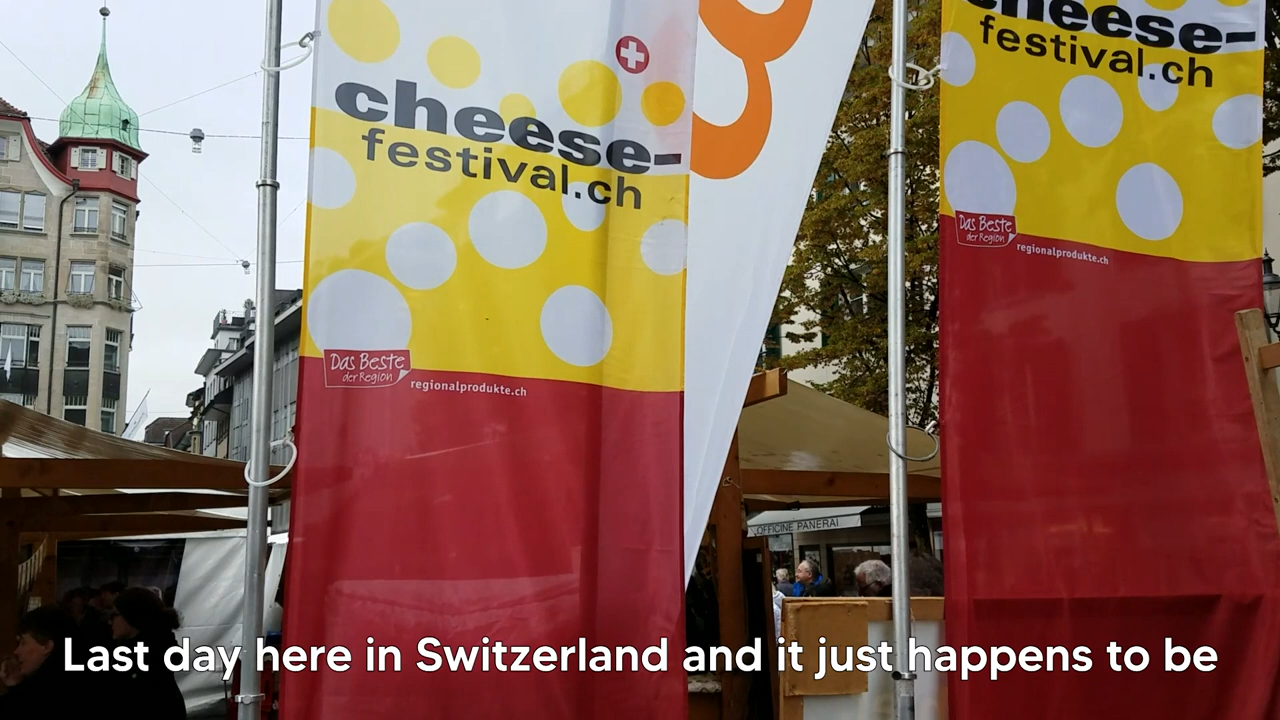 cheese-
festival.ch
Das Beste
der Region
regionalprodukte.ch
cheese-
festival.ch
Das Beste
der Region
regionalprodukte.ch
OFFICINE PANERAI
Last day here in Switzerland and it just happens to be